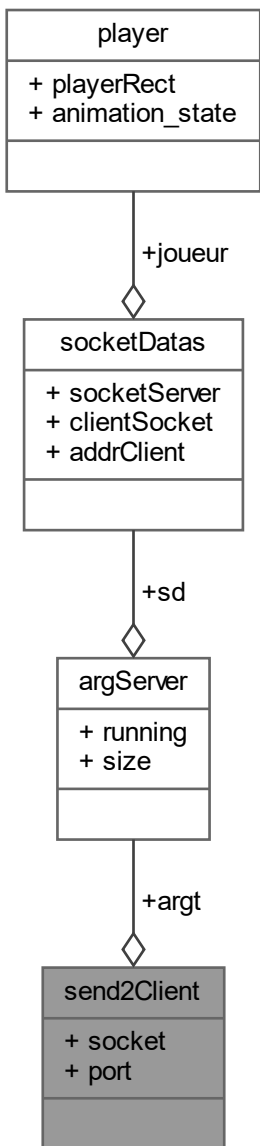 player
+ playerRect
+ animation_state
+joueur
socketDatas
+ socketServer
+ clientSocket
+ addrClient
+sd
argServer
+ running
+ size
+argt
send2Client
+ socket
+ port